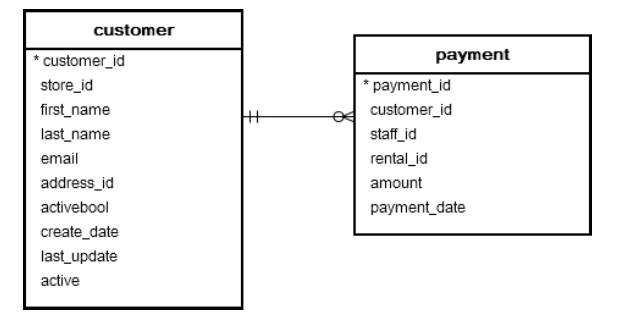 customer
* customer_id
store_id
first_name
last_name
email
address_id
activebool
create_date
last_update
active
payment
* payment_id
customer_id
staff_id
rental_id
amount
payment_date